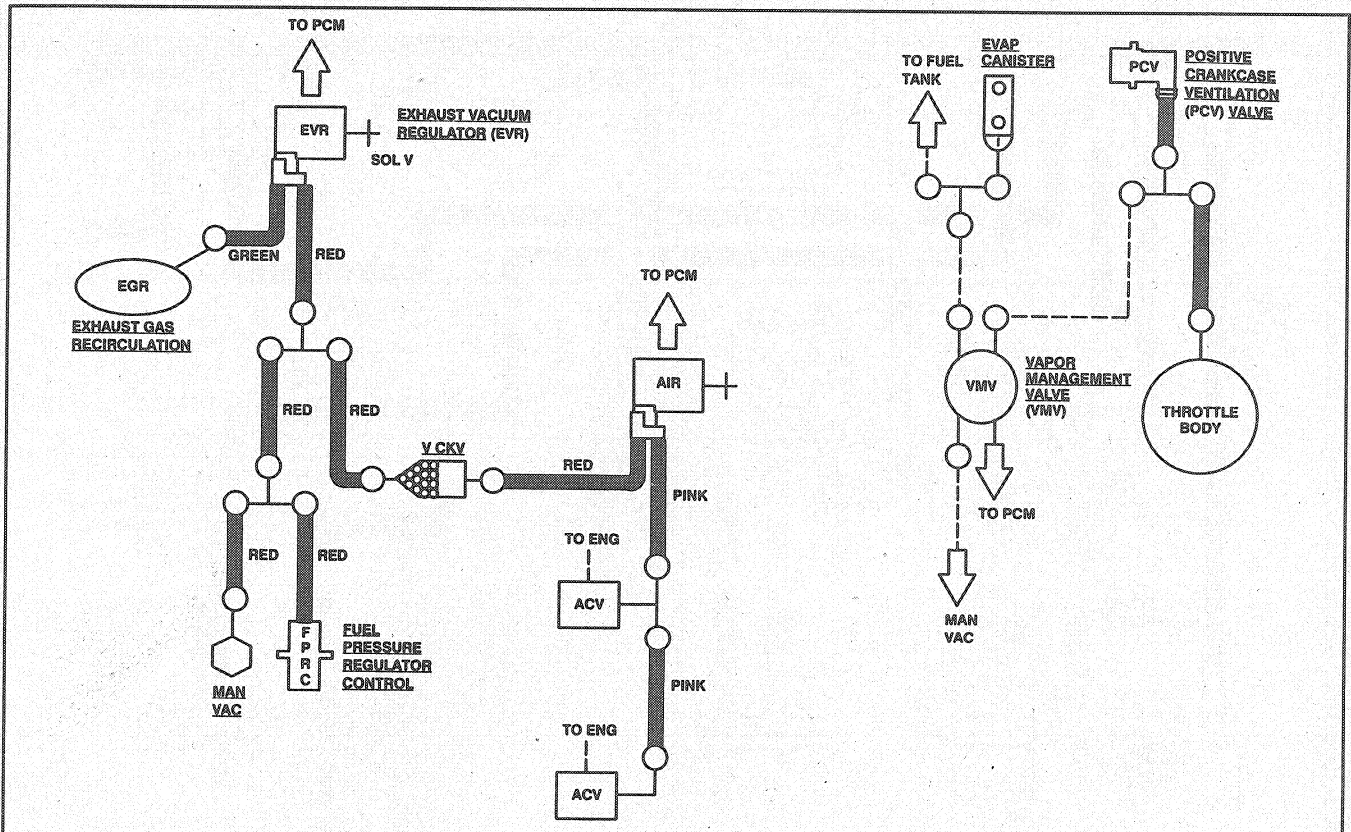 TO PCM
EVR
EXHAUST VACUUM
REGULATOR (EVR)
SOL V
GREEN
RED
EGR
EXHAUST GAS
RECIRCULATION
RED
RED
V CKV
RED
RED
RED
MAN
VAC
F
P
R
C
FUEL
PRESSURE
REGULATOR
CONTROL
TO PCM
AIR
PINK
TO ENG
ACV
PINK
TO ENG
ACV
TO FUEL
TANK
EVAP
CANISTER
PCV
POSITIVE
CRANKCASE
VENTILATION
(PCV) VALVE
VMV
VAPOR
MANAGEMENT
VALVE
(VMV)
TO PCM
MAN
VAC
THROTTLE
BODY